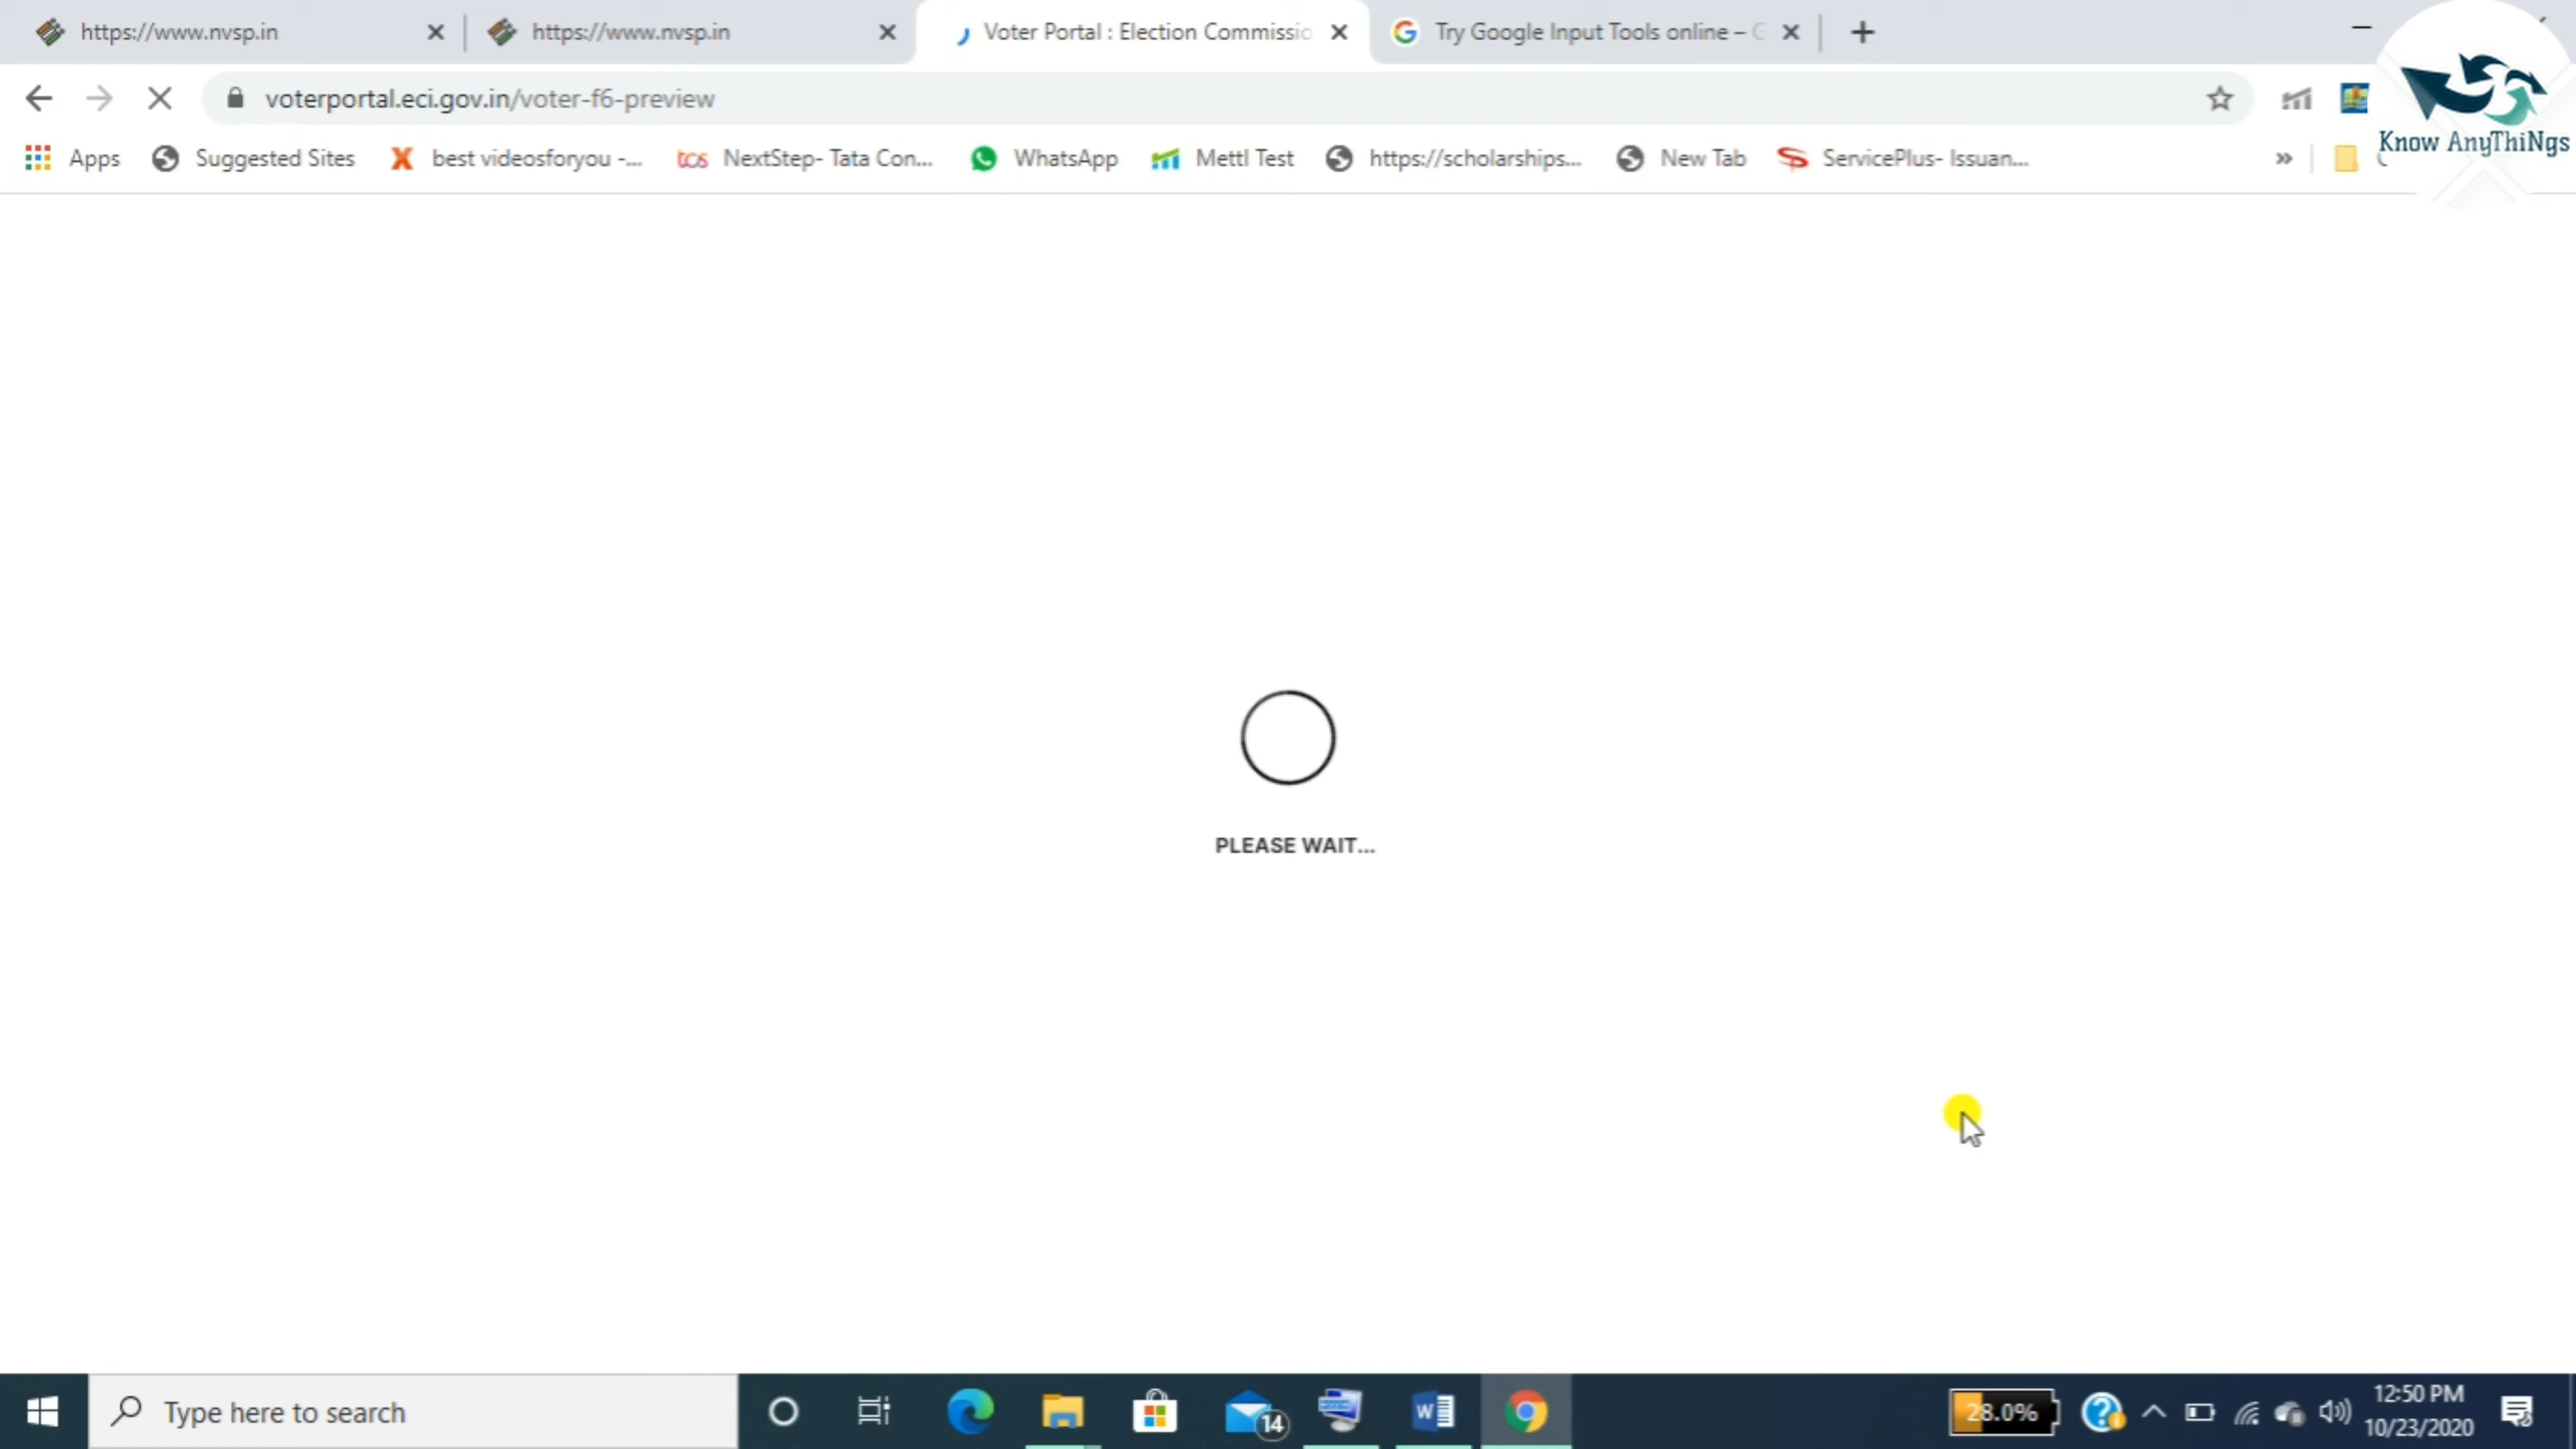 https://www.nvsp.in
https://www.nvsp.in
Voter Portal : Election Commissio
Try Google Input Tools online –
voterportal.eci.gov.in/voter-f6-preview
Apps
Suggested Sites
best videosforyou -...
tcs
NextStep- Tata Con...
WhatsApp
Mettl Test
https://scholarships...
New Tab
ServicePlus- Issuan...
»
Know AnyThiNgs
PLEASE WAIT...
Type here to search
14
28.0%
12:50 PM
10/23/2020